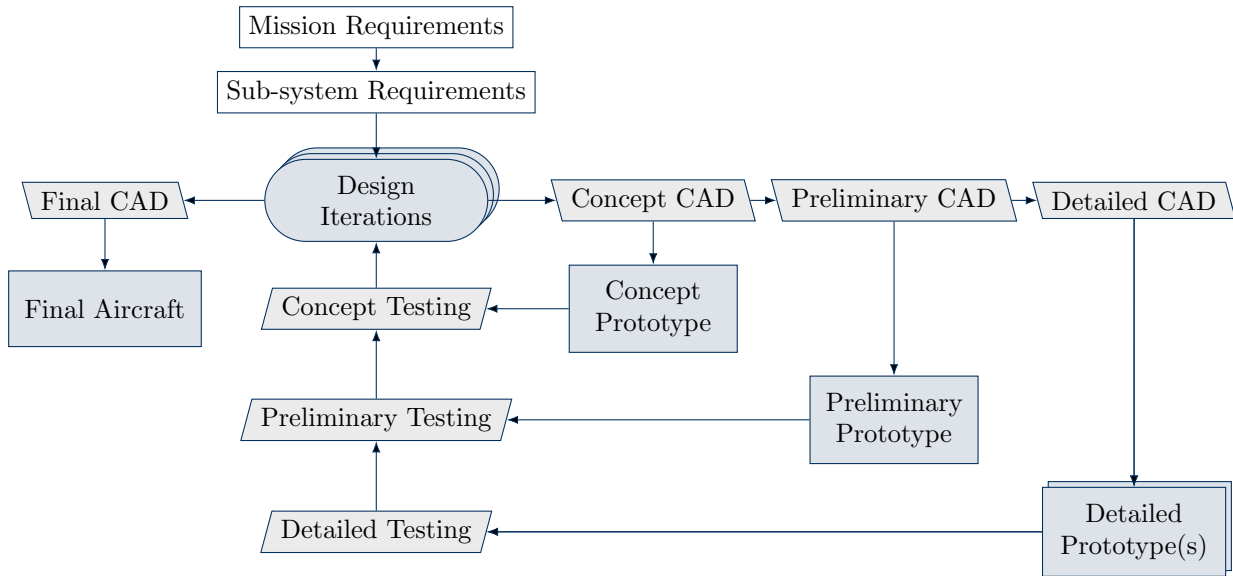 Mission Requirements
Sub-system Requirements
Final CAD
Design
Iterations
Concept CAD
Preliminary CAD
Detailed CAD
Final Aircraft
Concept Testing
Concept
Prototype
Preliminary Testing
Preliminary
Prototype
Detailed Testing
Detailed
Prototype(s)